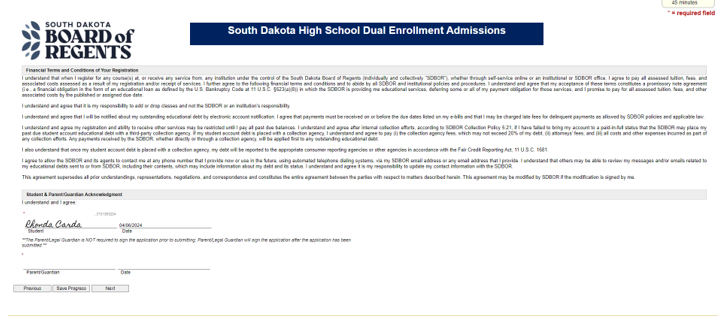 45 minutes
* = required field
SOUTH DAKOTA
BOARD of
REGENTS
South Dakota High School Dual Enrollment Admissions
Financial Terms and Conditions of Your Registration
I understand that when I register for any course(s) at, or receive any service from, any institution under the control of the South Dakota Board of Regents (individually and collectively "SDBOR"), whether through self-service online or an institutional or SDBOR office, I agree to pay all assessed tuition, fees, and
associated costs assessed as a result of my registration and/or receipt of services. I further agree to the following financial terms and conditions and to abide by all SDBOR and institutional policies and procedures. I understand and agree that my acceptance of these terms constitutes a promissory note agreement
(i.e., a financial obligation in the form of an educational loan as defined by the U.S. Bankruptcy Code at 11 U.S.C. §523(a)(8)) in which the SDBOR is providing me educational services, deferring some or all of my payment obligation for those services, and I promise to pay for all assessed tuition, fees, and other
associated costs by the published or assigned due date.
I understand and agree that it is my responsibility to add or drop classes and not the SDBOR or an institution's responsibility.
I understand and agree that I will be notified about my outstanding educational debt by electronic account notification. I agree that payments must be received on or before the due dates listed on my e-bills and that I may be charged late fees for delinquent payments as allowed by SDBOR policies and applicable law.
I understand and agree my registration and ability to receive other services may be restricted until I pay all past due balances. I understand and agree after internal collection efforts, according to SDBOR Collection Policy 5.21, if I have failed to bring my account to a paid-in-full status that the SDBOR may place my
past due student account educational debt with a third-party collection agency. If my student account debt is placed with a collection agency, I understand and agree to pay (i) the collection agency fees, which may not exceed 20% of my debt, (ii) attorneys' fees; and (iii) all costs and other expenses incurred as part of
any collection efforts. Any payments received by the SDBOR, whether directly or through a collection agency, will be applied first to any outstanding educational debt.
I also understand that once my student account debt is placed with a collection agency, my debt will be reported to the appropriate consumer reporting agencies or other agencies in accordance with the Fair Credit Reporting Act, 11 U.S.C. 1681.
I agree to allow the SDBOR and its agents to contact me at any phone number that I provide now or use in the future, using automated telephone dialing systems, via my SDBOR email address or any email address that I provide. I understand that others may be able to review my messages and/or emails related to
my educational debts sent to or from SDBOR, including their contents, which may include information about my debt and its status. I understand and agree it is my responsibility to update my contact information with the SDBOR.
This agreement supersedes all prior understandings, representations, negotiations, and correspondence and constitutes the entire agreement between the parties with respect to matters described herein. This agreement may be modified by SDBOR if the modification is signed by me.
Student & Parent/Guardian Acknowledgment
I understand and I agree:
*
Rhonda Carda 04/06/2024
Student Date
**The Parent/Legal Guardian is NOT required to sign the application prior to submitting. Parent/Legal Guardian will sign the application after the application has been
submitted.**
*
Parent/Guardian Date
Previous Save Progress Next